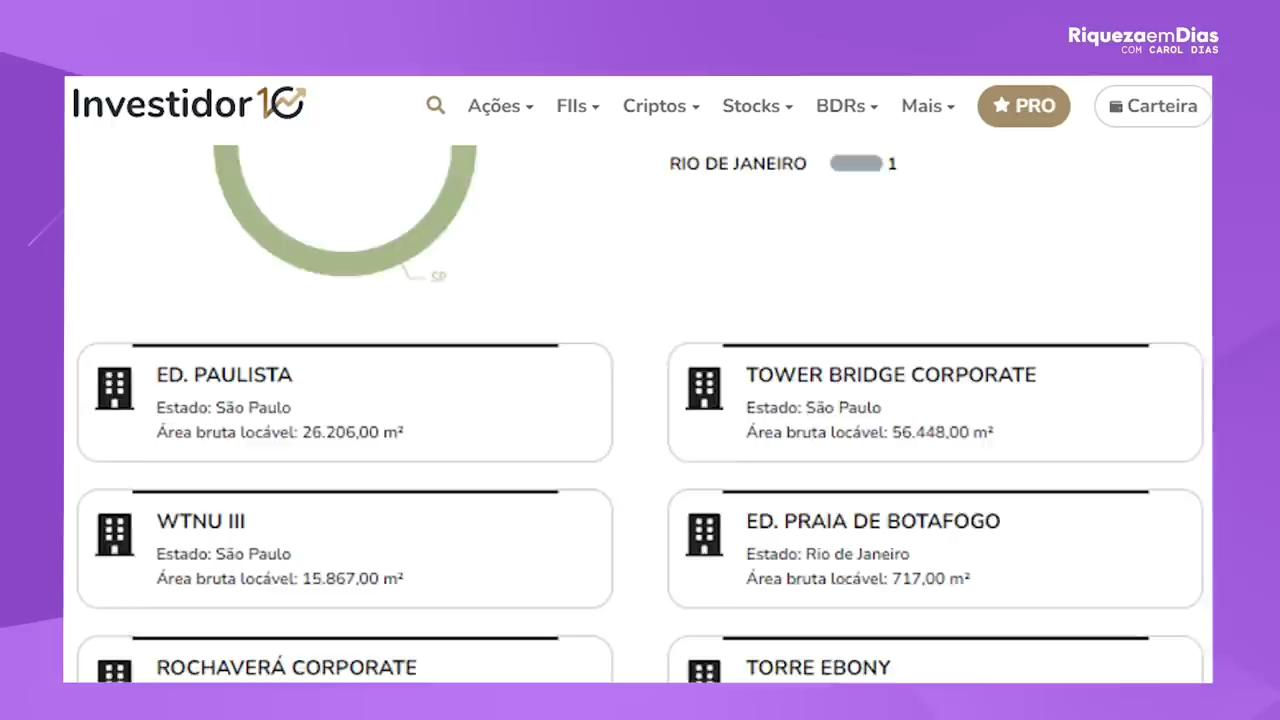 RiquezaemDias
COM CAROL DIAS
Investidor 10
Ações
FIIs
Criptos
Stocks
BDRs
Mais
PRO
Carteira
RIO DE JANEIRO 1
SP
ED. PAULISTA
Estado: São Paulo
Área bruta locável: 26.206,00 m²
TOWER BRIDGE CORPORATE
Estado: São Paulo
Área bruta locável: 56.448,00 m²
WTNU III
Estado: São Paulo
Área bruta locável: 15.867,00 m²
ED. PRAIA DE BOTAFOGO
Estado: Rio de Janeiro
Área bruta locável: 717,00 m²
ROCHAVERÁ CORPORATE
TORRE EBONY